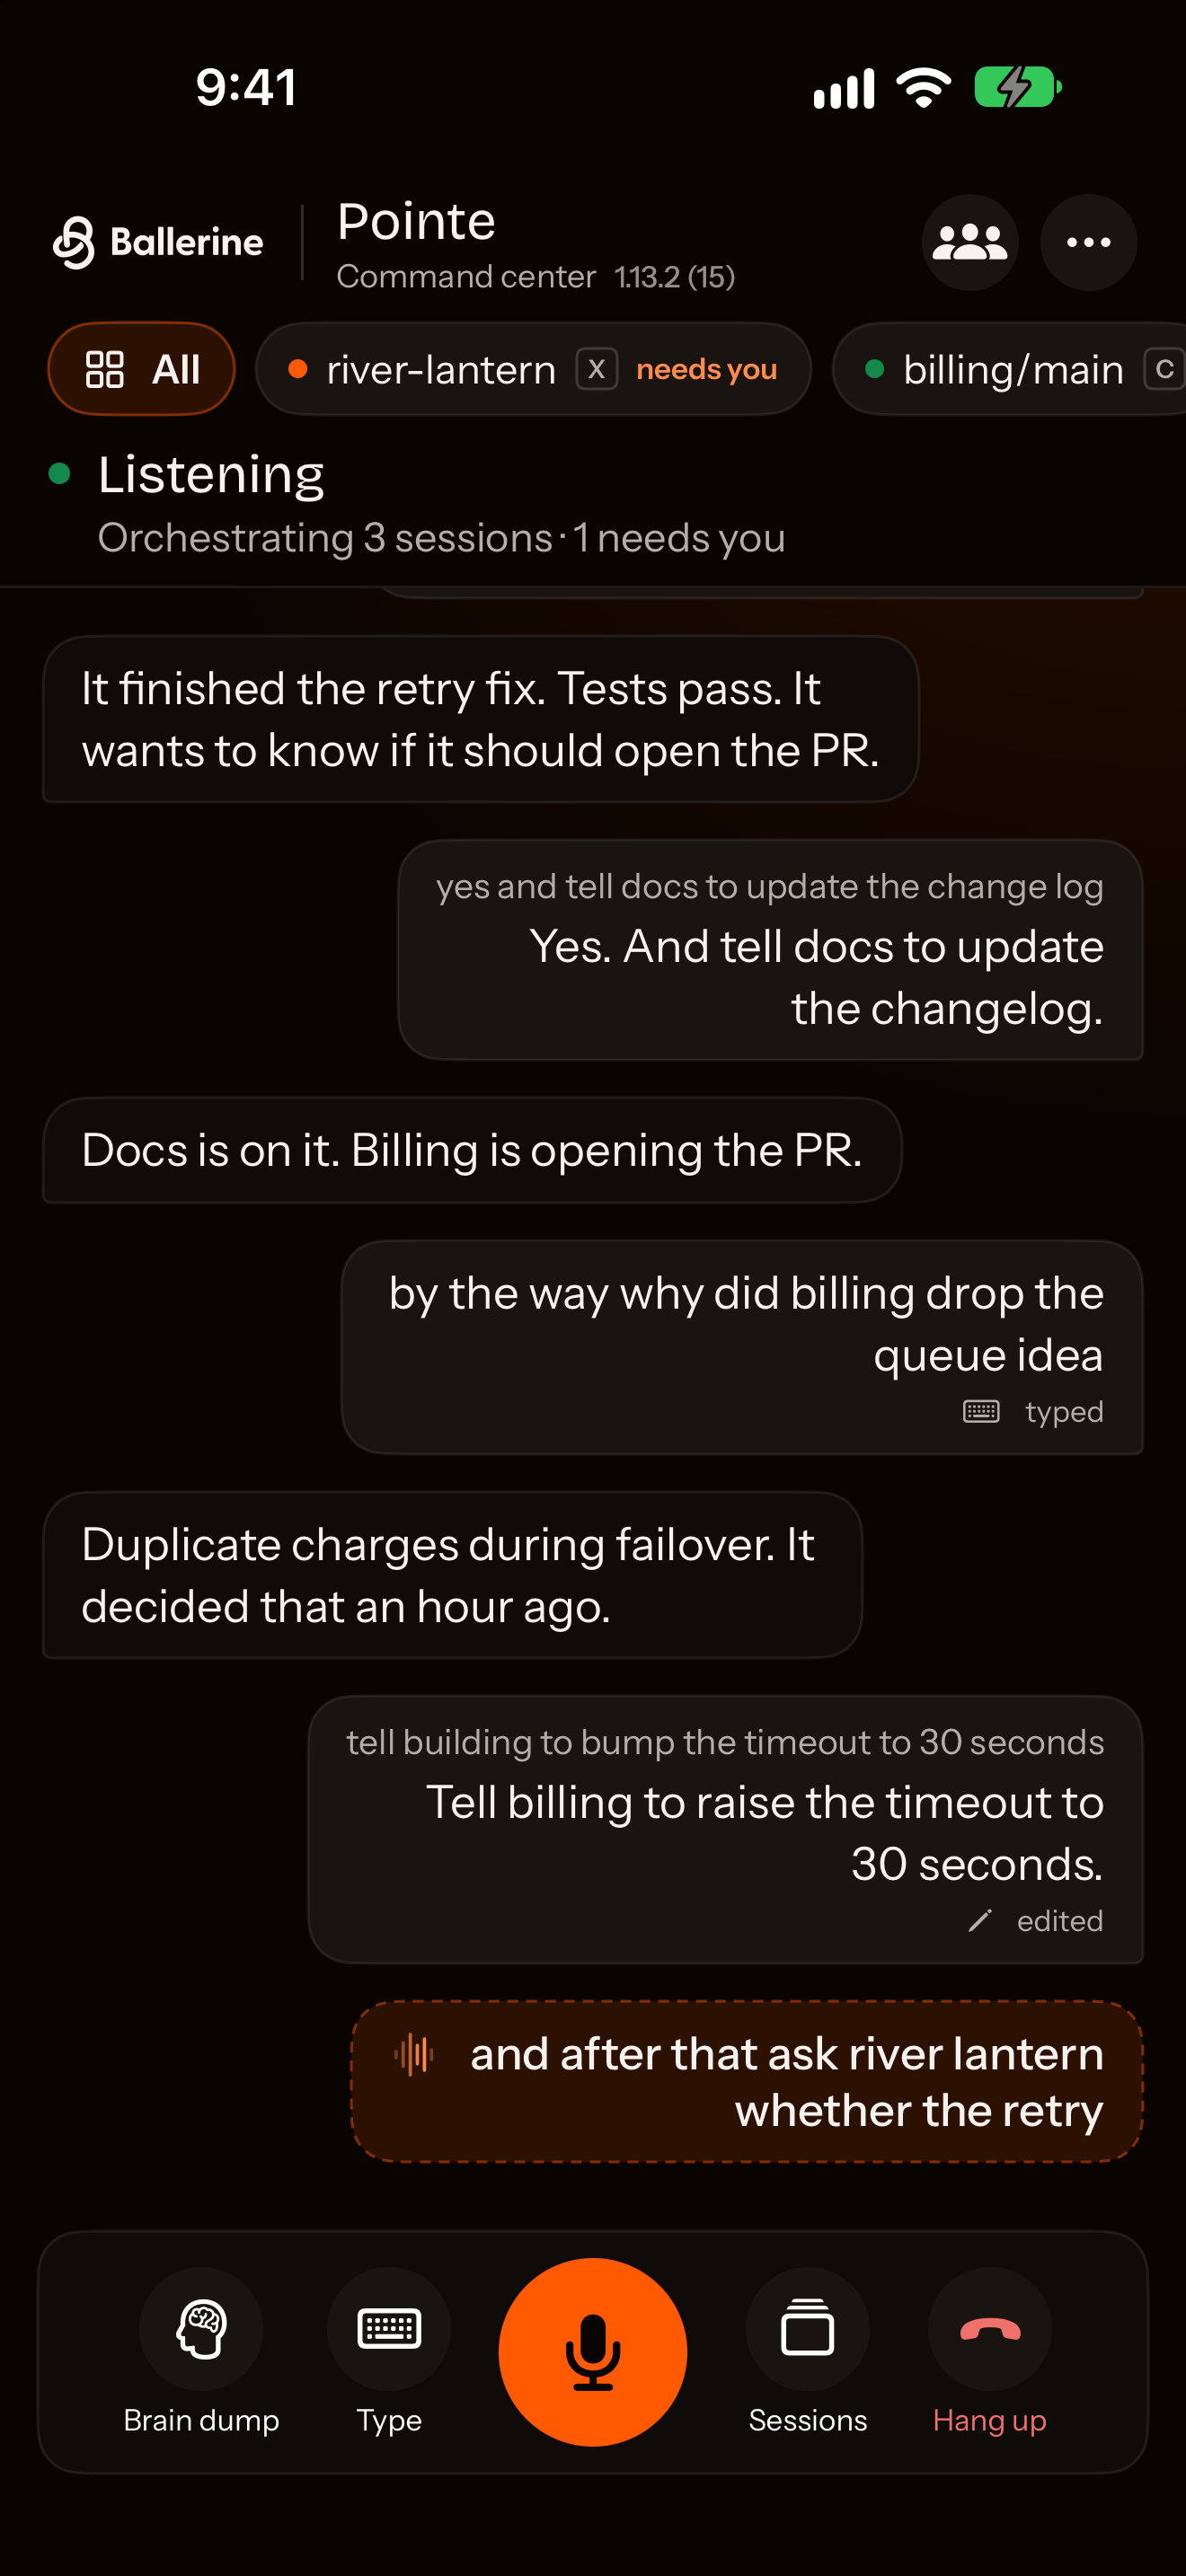 9:41
Ballerine
Pointe
Command center 1.13.2 (15)
All
river-lantern X needs you
billing/main C
Listening
Orchestrating 3 sessions · 1 needs you
It finished the retry fix. Tests pass. It
wants to know if it should open the PR.
yes and tell docs to update the change log
Yes. And tell docs to update
the changelog.
Docs is on it. Billing is opening the PR.
by the way why did billing drop the
queue idea
typed
Duplicate charges during failover. It
decided that an hour ago.
tell building to bump the timeout to 30 seconds
Tell billing to raise the timeout to
30 seconds.
edited
and after that ask river lantern
whether the retry
Brain dump
Type
Sessions
Hang up